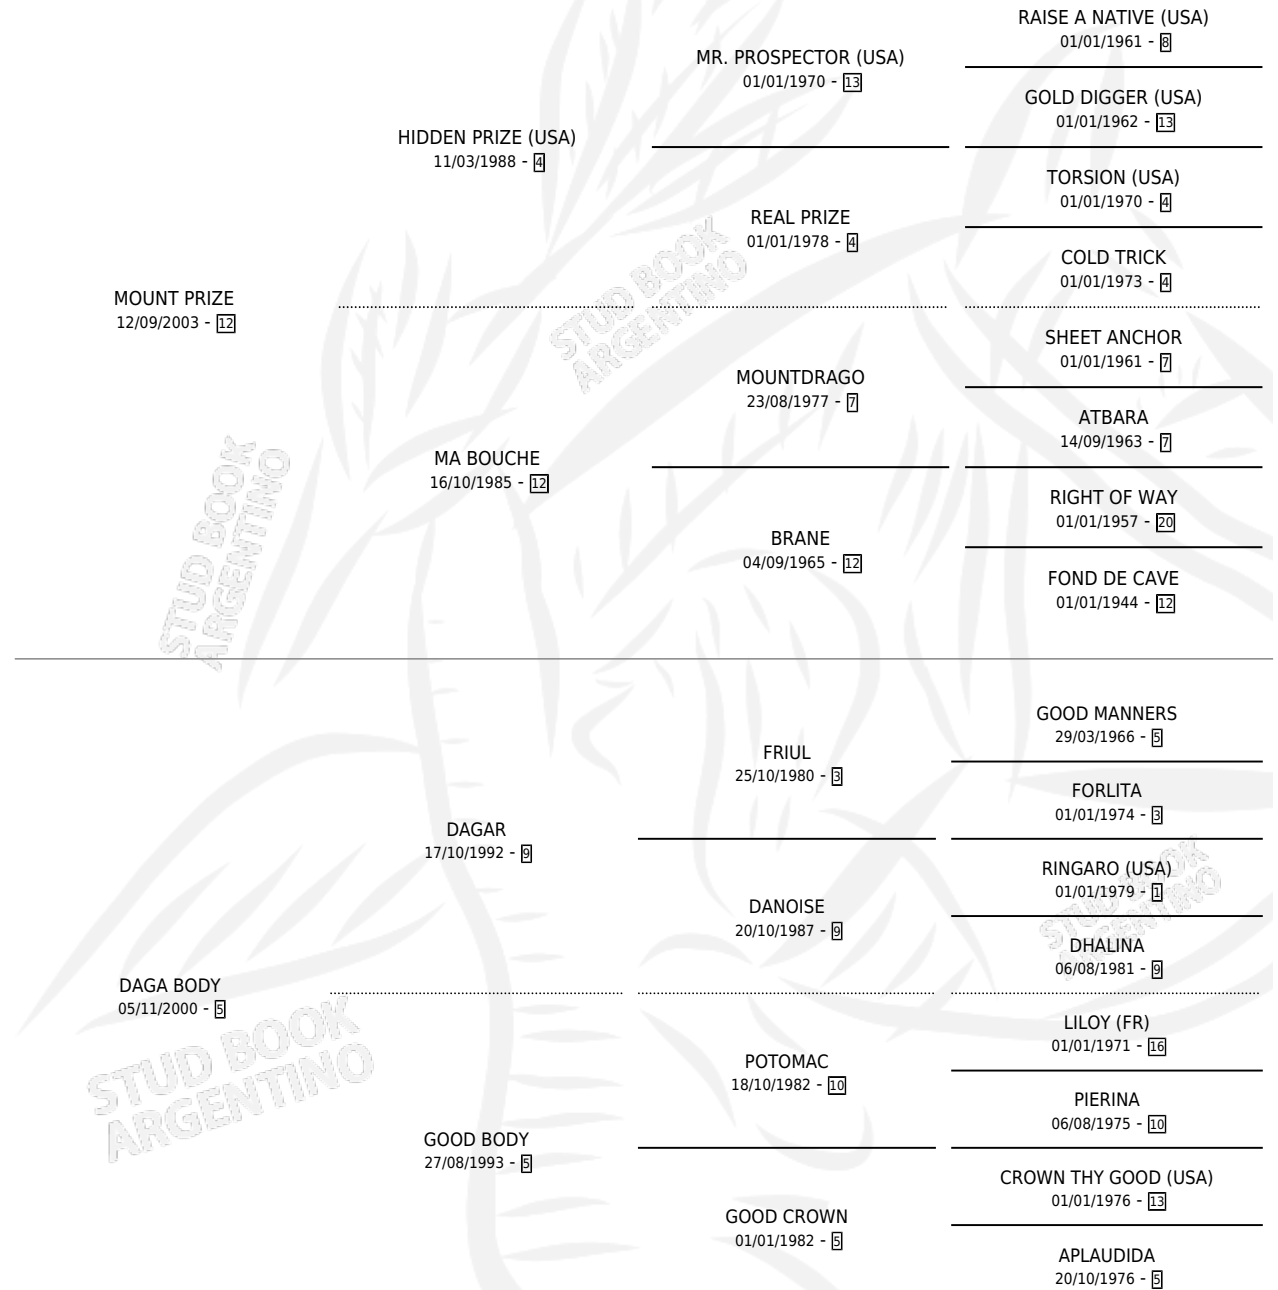 RAISE A NATIVE (USA)
01/01/1961 - 8
MR. PROSPECTOR (USA)
01/01/1970 - 13
GOLD DIGGER (USA)
01/01/1962 - 13
HIDDEN PRIZE (USA)
11/03/1988 - 4
TORSION (USA)
01/01/1970 - 4
REAL PRIZE
01/01/1978 - 4
COLD TRICK
01/01/1973 - 4
MOUNT PRIZE
12/09/2003 - 12
SHEET ANCHOR
01/01/1961 - 7
MOUNTDRAGO
23/08/1977 - 7
ATBARA
14/09/1963 - 7
MA BOUCHE
16/10/1985 - 12
RIGHT OF WAY
01/01/1957 - 20
BRANE
04/09/1965 - 12
FOND DE CAVE
01/01/1944 - 12
GOOD MANNERS
29/03/1966 - 5
FRIUL
25/10/1980 - 3
FORLITA
01/01/1974 - 3
DAGAR
17/10/1992 - 9
RINGARO (USA)
01/01/1979 - 1
DANOISE
20/10/1987 - 9
DHALINA
06/08/1981 - 9
DAGA BODY
05/11/2000 - 5
LILOY (FR)
01/01/1971 - 16
POTOMAC
18/10/1982 - 10
PIERINA
06/08/1975 - 10
GOOD BODY
27/08/1993 - 5
CROWN THY GOOD (USA)
01/01/1976 - 13
GOOD CROWN
01/01/1982 - 5
APLAUDIDA
20/10/1976 - 5
STUD BOOK
ARGENTINO
STUD BOOK
ARGENTINO
STUD BOOK
ARGENTINO
STUD BOOK
ARGENTINO